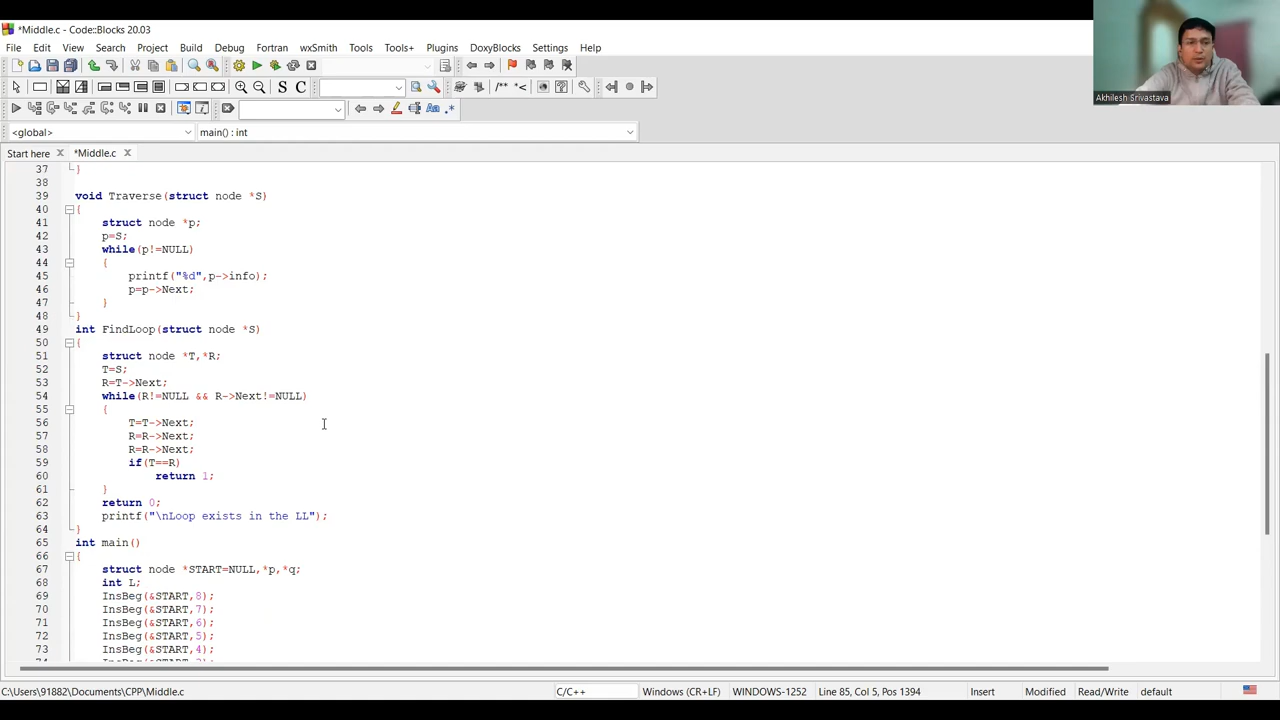 *Middle.c - Code::Blocks 20.03
File Edit View Search Project Build Debug Fortran wxSmith Tools Tools+ Plugins DoxyBlocks Settings Help
Akhilesh Srivastava
S C /** *<
Aa .*
<global> main() : int
Start here *Middle.c
37 }
38
39 void Traverse(struct node *S)
40 {
41 struct node *p;
42 p=S;
43 while(p!=NULL)
44 {
45 printf("%d",p->info);
46 p=p->Next;
47 }
48 }
49 int FindLoop(struct node *S)
50 {
51 struct node *T,*R;
52 T=S;
53 R=T->Next;
54 while(R!=NULL && R->Next!=NULL)
55 {
56 T=T->Next;
57 R=R->Next;
58 R=R->Next;
59 if(T==R)
60 return 1;
61 }
62 return 0;
63 printf("\nLoop exists in the LL");
64 }
65 int main()
66 {
67 struct node *START=NULL,*p,*q;
68 int L;
69 InsBeg(&START,8);
70 InsBeg(&START,7);
71 InsBeg(&START,6);
72 InsBeg(&START,5);
73 InsBeg(&START,4);
C:\Users\91882\Documents\CPP\Middle.c C/C++ Windows (CR+LF) WINDOWS-1252 Line 85, Col 5, Pos 1394 Insert Modified Read/Write default